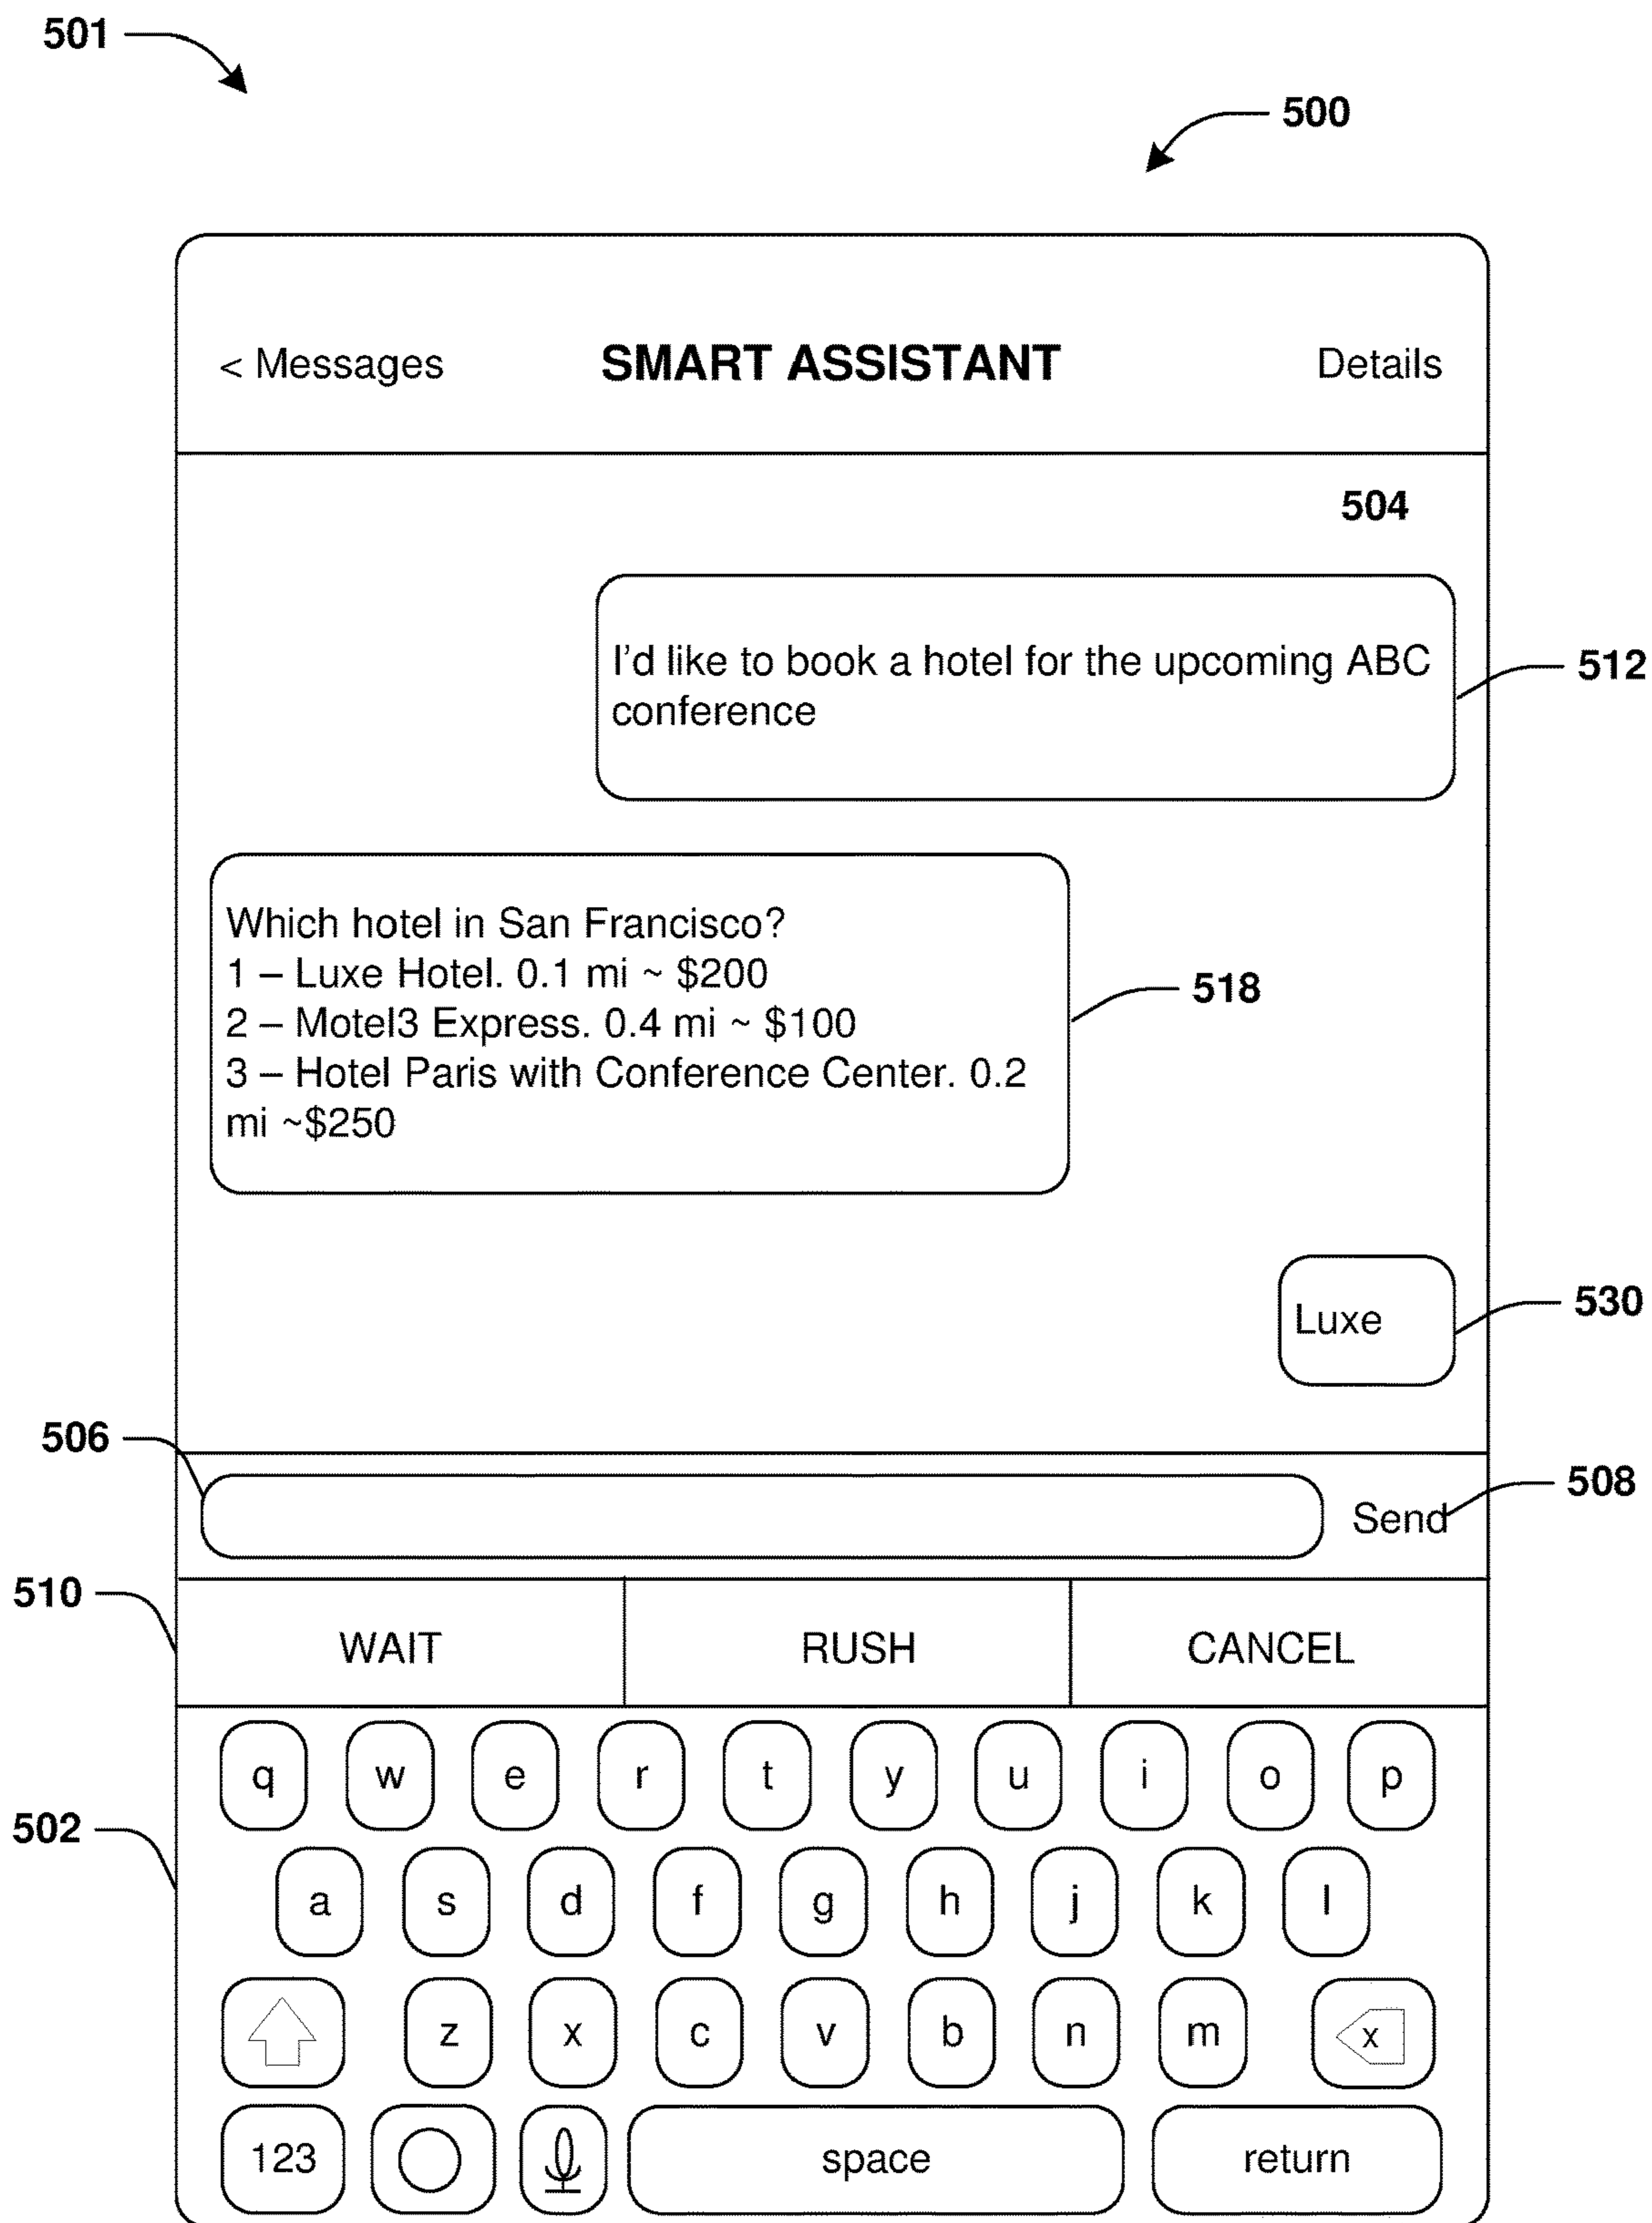 501
500
< Messages SMART ASSISTANT Details
504
I'd like to book a hotel for the upcoming ABC
conference
512
Which hotel in San Francisco?
1 – Luxe Hotel. 0.1 mi ~ $200
2 – Motel3 Express. 0.4 mi ~ $100
3 – Hotel Paris with Conference Center. 0.2
mi ~$250
518
Luxe
530
506
Send
508
510
WAIT RUSH CANCEL
q w e r t y u i o p
502
a s d f g h j k l
z x c v b n m x
123 space return